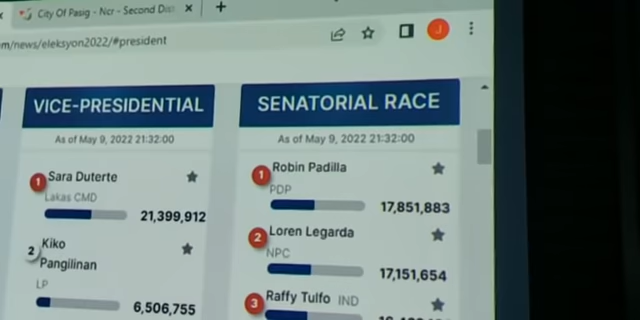 City Of Pasig - Ncr - Second Dist
m/news/eleksyon2022/#president
J
VICE-PRESIDENTIAL
As of May 9, 2022 21:32:00
1 Sara Duterte
Lakas CMD
21,399,912
2 Kiko
Pangilinan
LP
6,506,755
SENATORIAL RACE
As of May 9, 2022 21:32:00
1 Robin Padilla
PDP
17,851,883
2 Loren Legarda
NPC
17,151,654
3 Raffy Tulfo IND